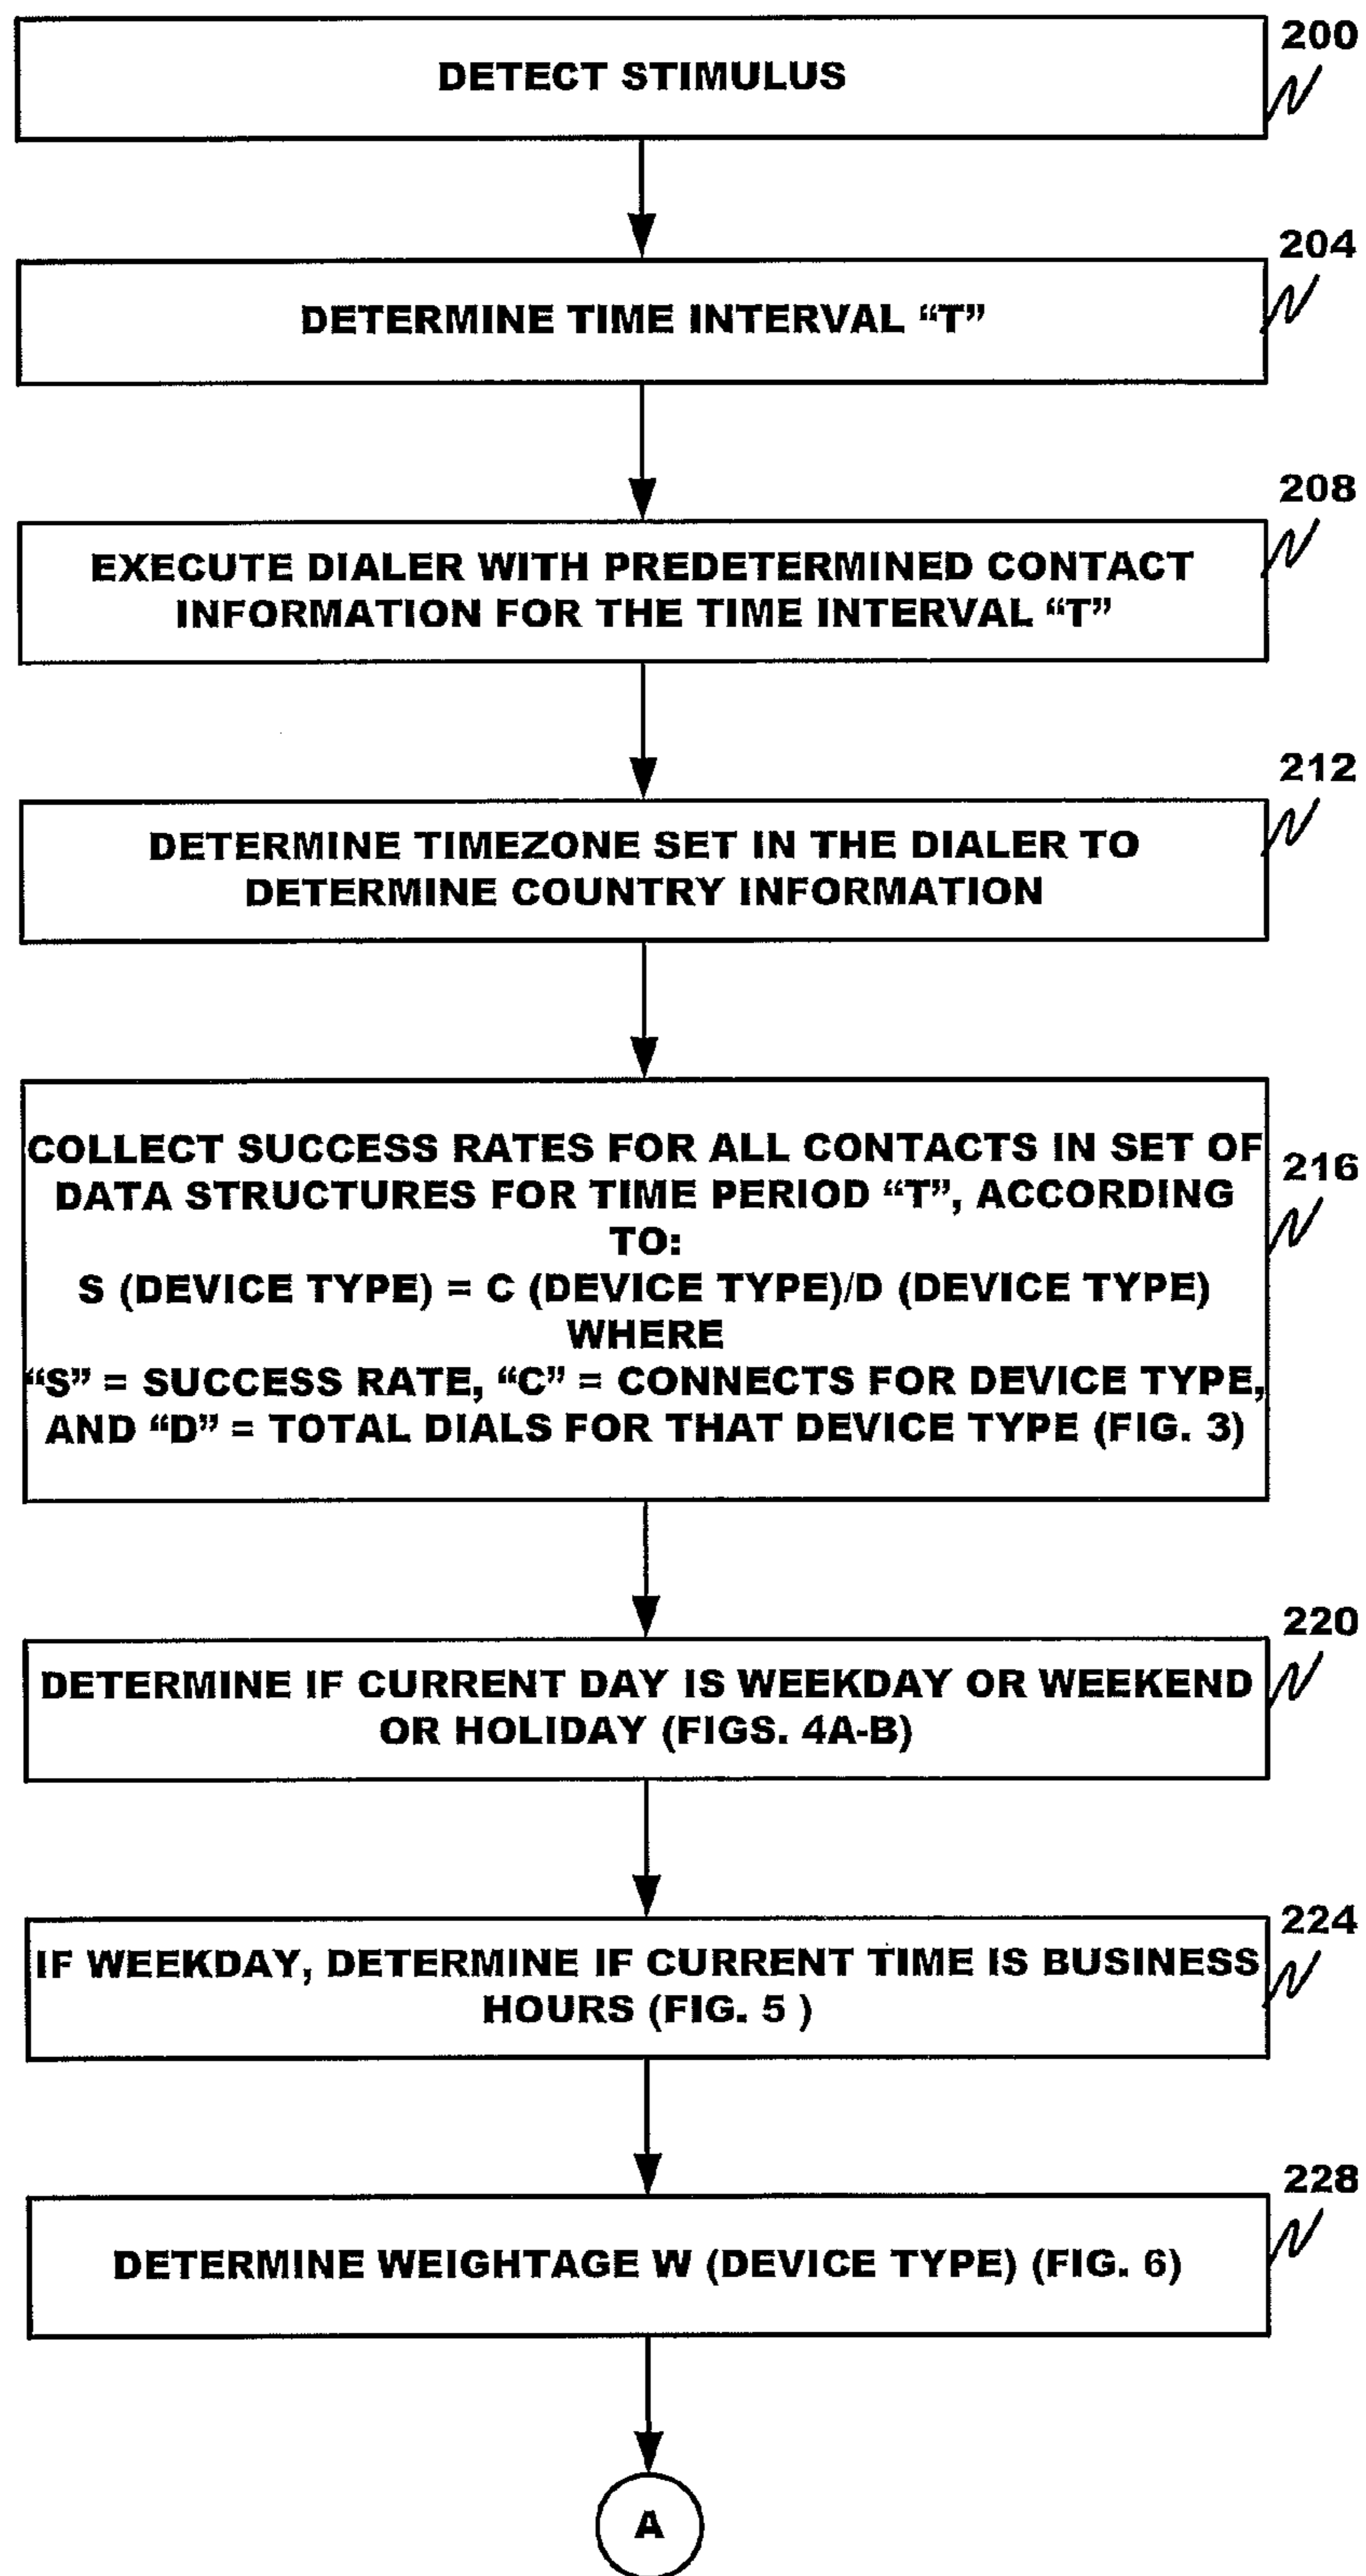 200
DETECT STIMULUS
204
DETERMINE TIME INTERVAL “T”
208
EXECUTE DIALER WITH PREDETERMINED CONTACT
INFORMATION FOR THE TIME INTERVAL “T”
212
DETERMINE TIMEZONE SET IN THE DIALER TO
DETERMINE COUNTRY INFORMATION
216
COLLECT SUCCESS RATES FOR ALL CONTACTS IN SET OF
DATA STRUCTURES FOR TIME PERIOD “T”, ACCORDING
TO:
S (DEVICE TYPE) = C (DEVICE TYPE)/D (DEVICE TYPE)
WHERE
“S” = SUCCESS RATE, “C” = CONNECTS FOR DEVICE TYPE,
AND “D” = TOTAL DIALS FOR THAT DEVICE TYPE (FIG. 3)
220
DETERMINE IF CURRENT DAY IS WEEKDAY OR WEEKEND
OR HOLIDAY (FIGS. 4A-B)
224
IF WEEKDAY, DETERMINE IF CURRENT TIME IS BUSINESS
HOURS (FIG. 5 )
228
DETERMINE WEIGHTAGE W (DEVICE TYPE) (FIG. 6)
A